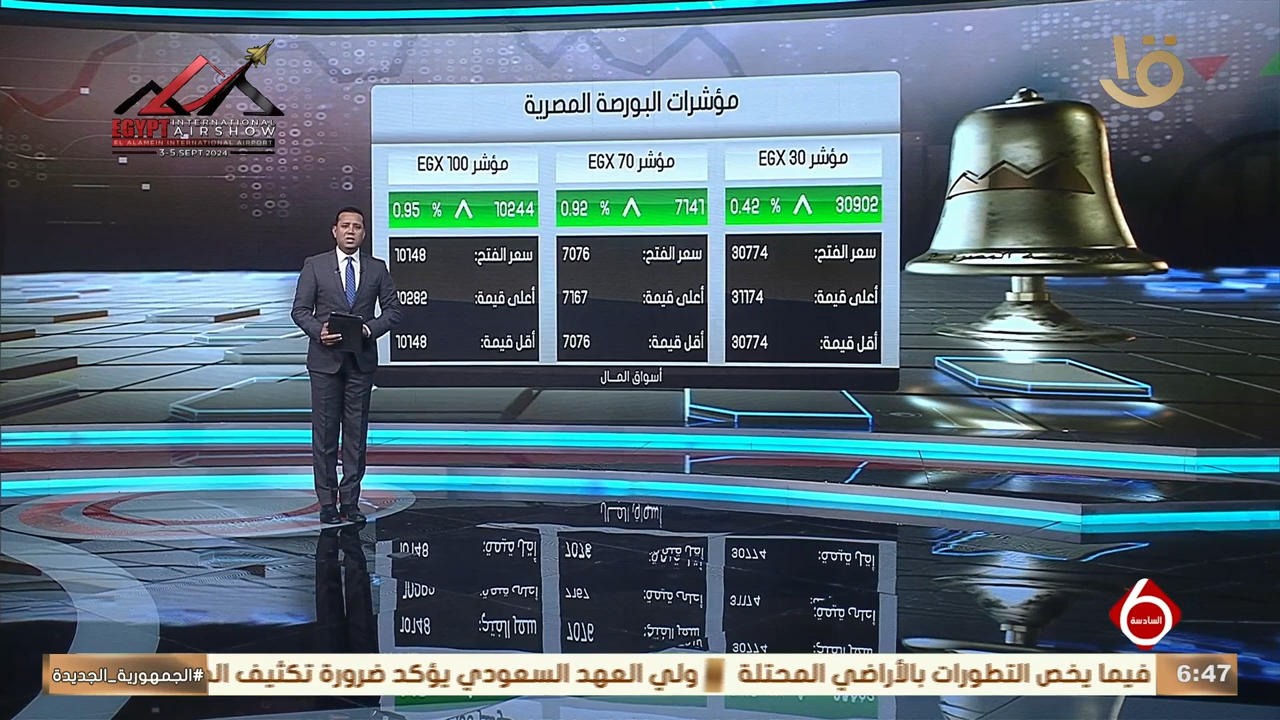 EGYPT INTERNATIONAL AIRSHOW
EL ALAMEIN INTERNATIONAL AIRPORT
3-5 SEPT 2024
مؤشرات البورصة المصرية
مؤشر EGX 30
30902 % 0.42
سعر الفتح: 30774
أعلى قيمة: 31174
أقل قيمة: 30774
مؤشر EGX 70
7141 % 0.92
سعر الفتح: 7076
أعلى قيمة: 7167
أقل قيمة: 7076
مؤشر EGX 100
10244 % 0.95
سعر الفتح: 10148
أعلى قيمة: 10282
أقل قيمة: 10148
أسواق المـال
6 السادسة
6:47 فيما يخص التطورات بالأراضي المحتلة ولي العهد السعودي يؤكد ضرورة تكثيف #الجمهورية_الجديدة